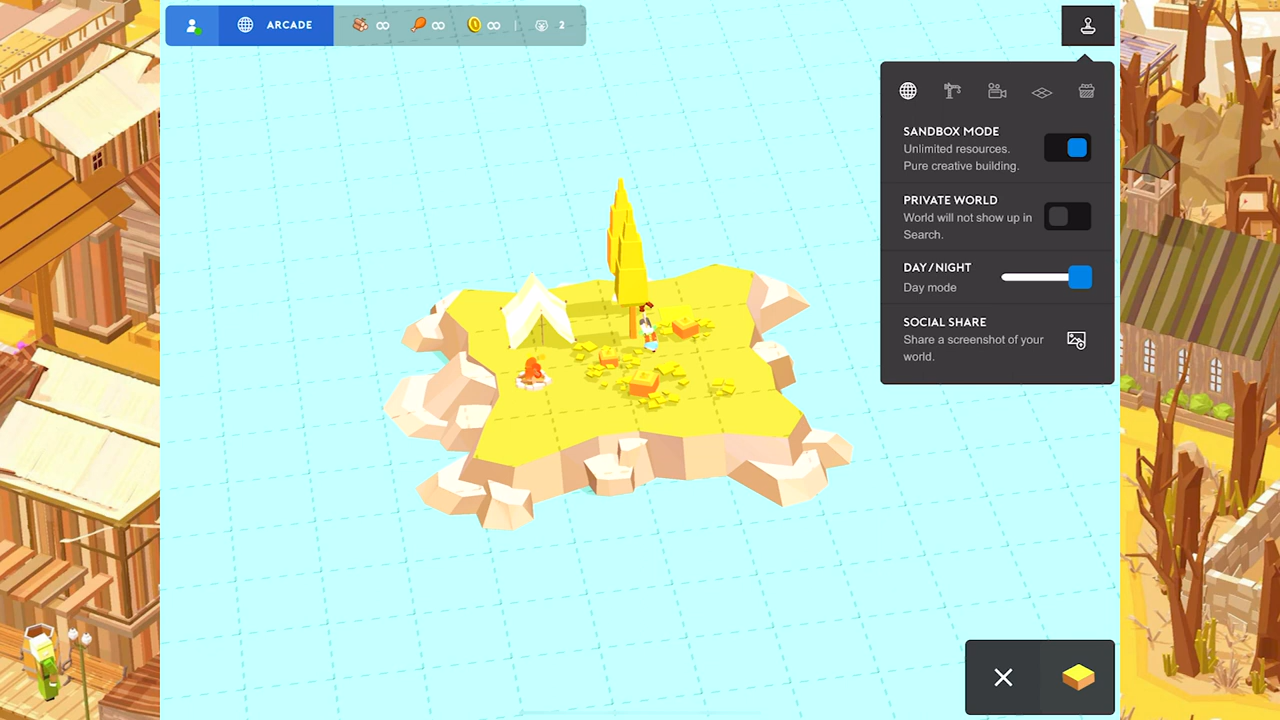 ARCADE
∞
∞
∞
2
SANDBOX MODE
Unlimited resources.
Pure creative building.
PRIVATE WORLD
World will not show up in
Search.
DAY/NIGHT
Day mode
SOCIAL SHARE
Share a screenshot of your
world.